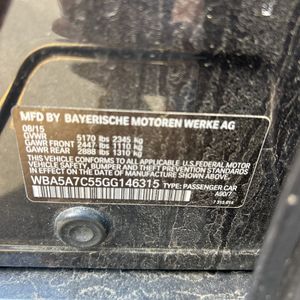 MFD BY BAYERISCHE MOTOREN WERKE AG
08/15
GVWR 5170 lbs 2345 kg
GAWR FRONT 2447 lbs 1110 kg
GAWR REAR 2888 lbs 1310 kg
THIS VEHICLE CONFORMS TO ALL APPLICABLE U.S. FEDERAL MOTOR
VEHICLE SAFETY, BUMPER AND THEFT PREVENTION
STANDARDS IN EFFECT ON THE DATE OF
MANUFACTURE SHOWN ABOVE.
WBA5A7C55GG146315 TYPE: PASSENGER CAR
A90/7